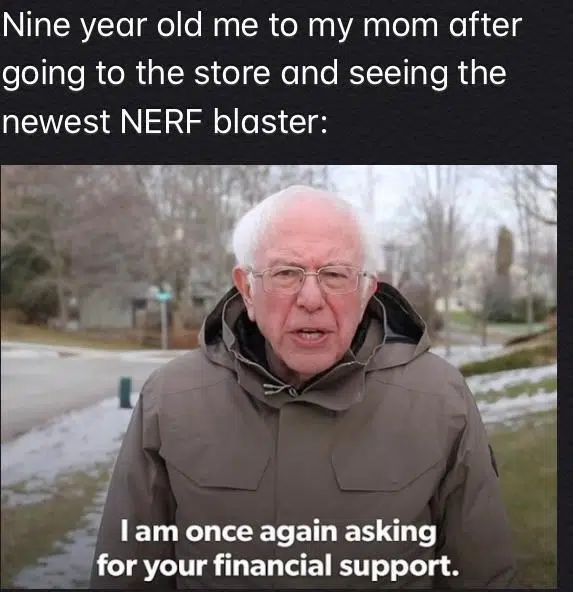 Nine year old me to my mom after
going to the store and seeing the
newest NERF blaster:
I am once again asking
for your financial support.